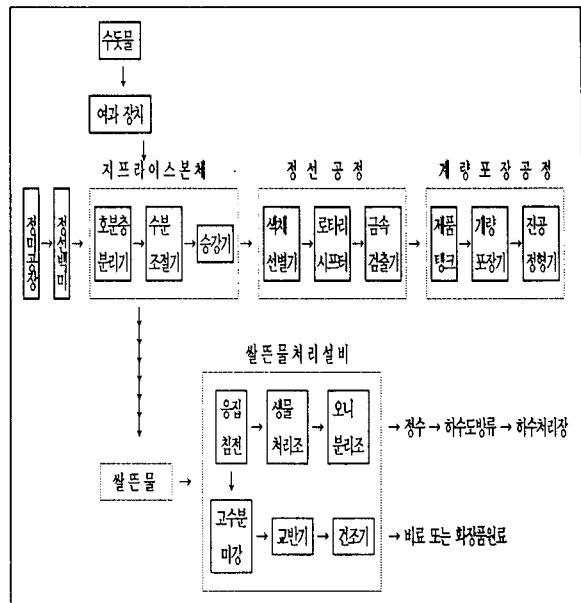 수돗물
여과 장치
지프라이스본체
정선 공정
계량포장공정
정미공장
정선백미
호분층
분리기
수분
조절기
승강기
색채
선별기
로타리
시프터
금속
검출기
제품
탱크
개량
포장기
진공
정형기
쌀뜬물처리설비
응집
침전
생물
처리조
오니
분리조
정수 → 하수도방류 → 하수처리장
쌀뜬물
고수분
미강
교반기
건조기
비료 또는 화장품원료